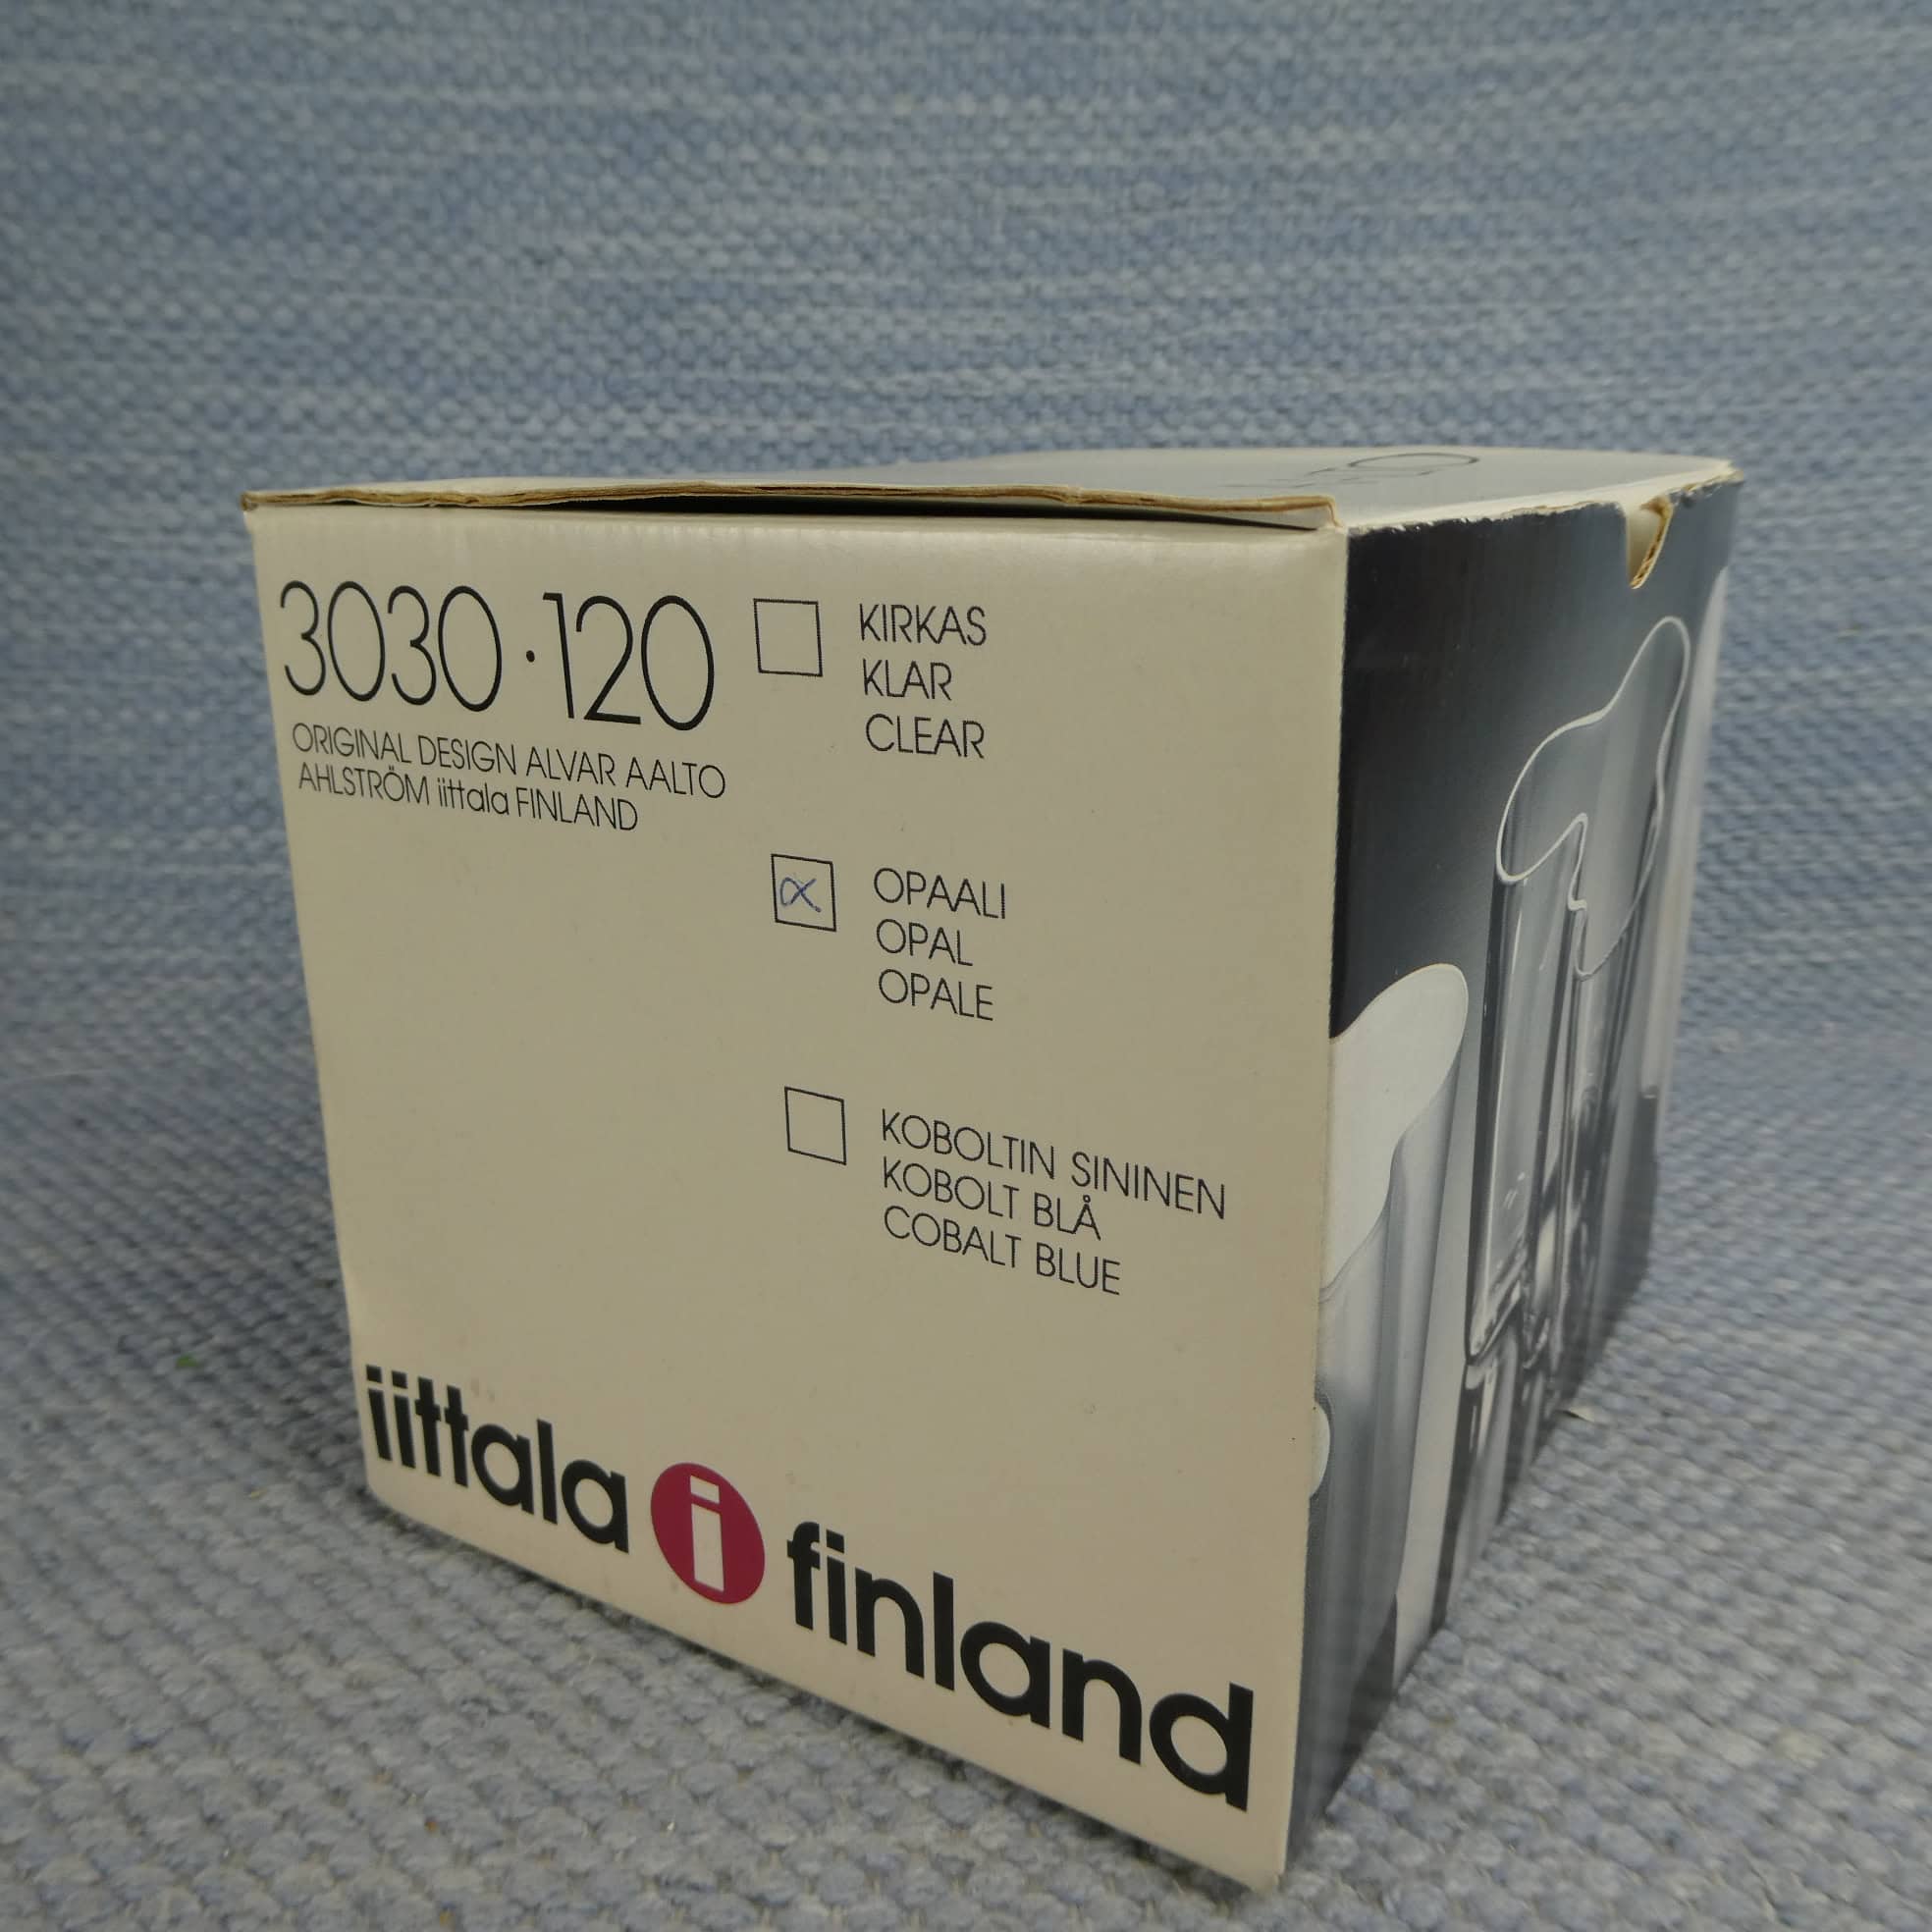 3030·120
ORIGINAL DESIGN ALVAR AALTO
AHLSTRÖM iittala FINLAND
KIRKAS
KLAR
CLEAR
OPAALI
OPAL
OPALE
KOBOLTIN SININEN
KOBOLT BLÅ
COBALT BLUE
iittala i finland